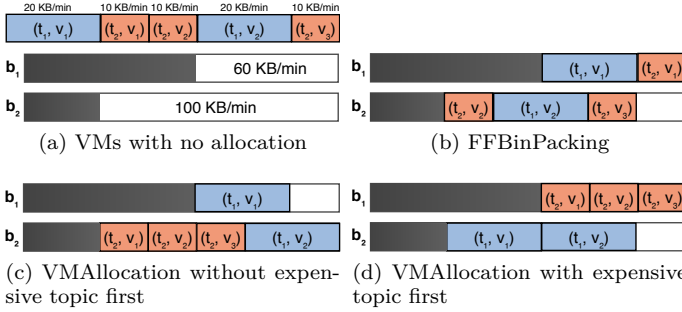 20 KB/min 10 KB/min 10 KB/min 20 KB/min 10 KB/min
(t1, v1) (t2, v1) (t2, v2) (t1, v2) (t2, v3)
b1 60 KB/min
b2 100 KB/min
(a) VMs with no allocation
b1 (t1, v1) (t2, v1)
b2 (t2, v2) (t1, v2) (t2, v3)
(b) FFBinPacking
b1 (t1, v1)
b2 (t2, v1) (t2, v2) (t2, v3) (t1, v2)
(c) VMAllocation without expen-
sive topic first
b1 (t2, v1) (t2, v2) (t2, v3)
b2 (t1, v1) (t1, v2)
(d) VMAllocation with expensive
topic first